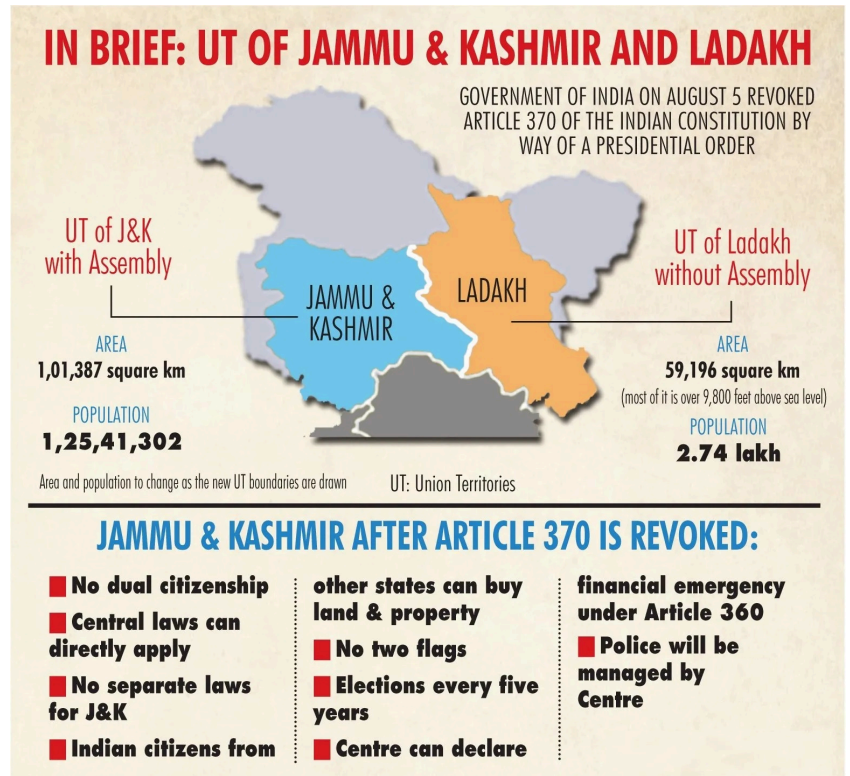 IN BRIEF: UT OF JAMMU & KASHMIR AND LADAKH
GOVERNMENT OF INDIA ON AUGUST 5 REVOKED
ARTICLE 370 OF THE INDIAN CONSTITUTION BY
WAY OF A PRESIDENTIAL ORDER
UT of J&K
with Assembly
AREA
1,01,387 square km
POPULATION
1,25,41,302
JAMMU &
KASHMIR
LADAKH
UT of Ladakh
without Assembly
AREA
59,196 square km
(most of it is over 9,800 feet above sea level)
POPULATION
2.74 lakh
Area and population to change as the new UT boundaries are drawn
UT: Union Territories
JAMMU & KASHMIR AFTER ARTICLE 370 IS REVOKED:
No dual citizenship
Central laws can
directly apply
No separate laws
for J&K
Indian citizens from
other states can buy
land & property
No two flags
Elections every five
years
Centre can declare
financial emergency
under Article 360
Police will be
managed by
Centre